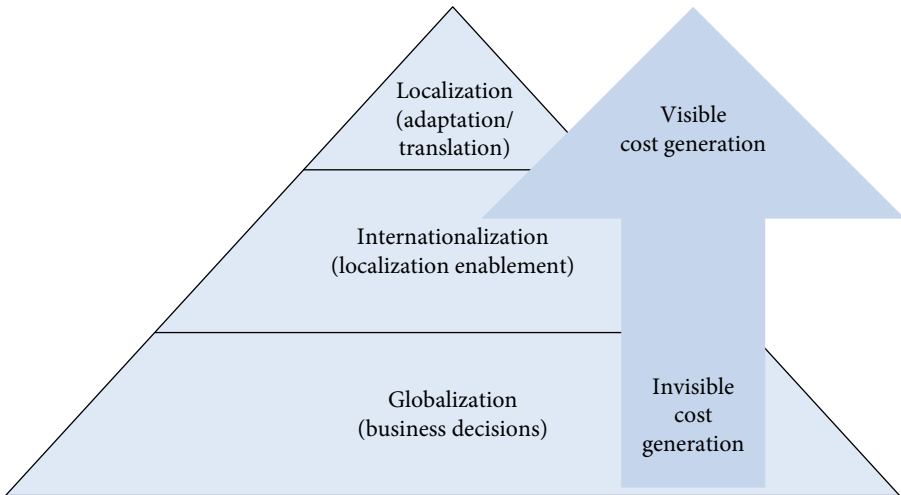 Localization
(adaptation/
translation)
Visible
cost generation
Internationalization
(localization enablement)
Globalization
(business decisions)
Invisible
cost
generation